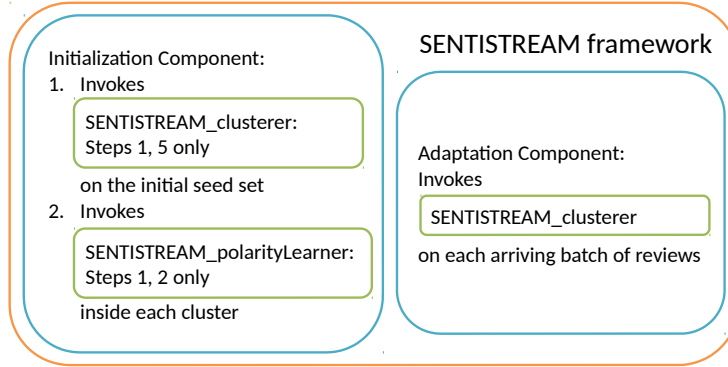 SENTISTREAM framework
Initialization Component:
1. Invokes
SENTISTREAM_clusterer:
Steps 1, 5 only
on the initial seed set
2. Invokes
SENTISTREAM_polarityLearner:
Steps 1, 2 only
inside each cluster
Adaptation Component:
Invokes
SENTISTREAM_clusterer
on each arriving batch of reviews